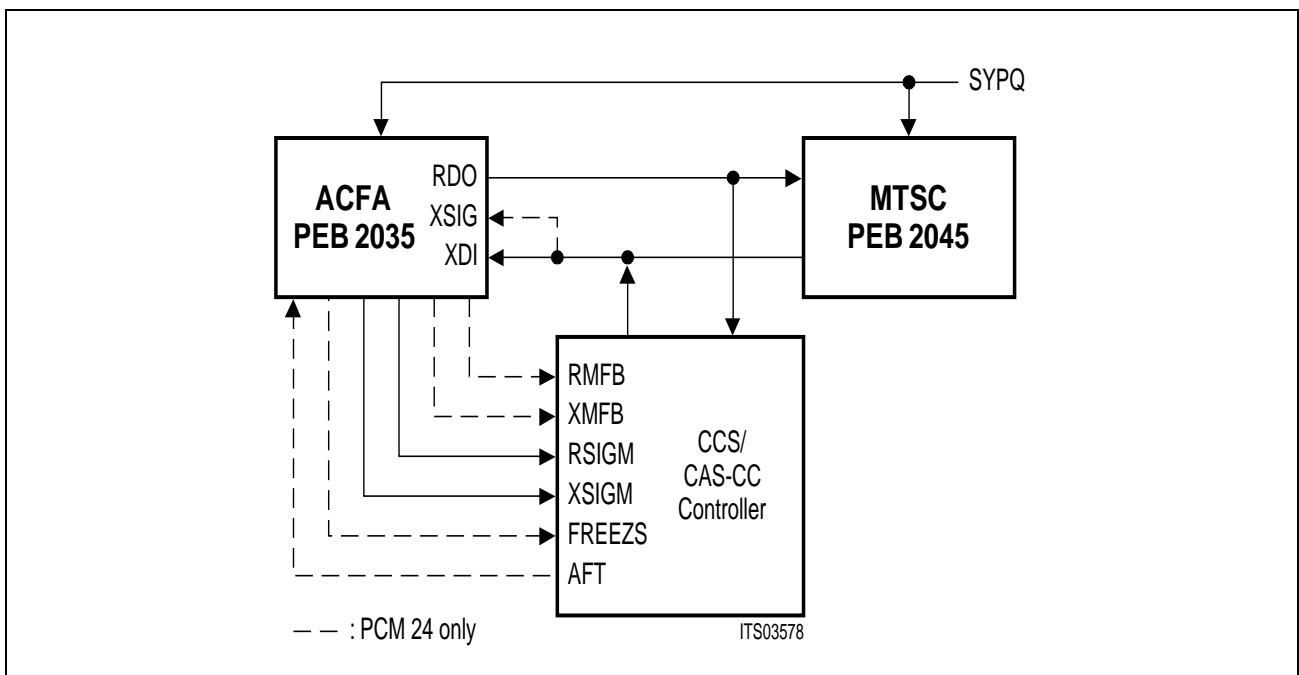 SYPQ
ACFA
PEB 2035
RDO
XSIG
XDI
MTSC
PEB 2045
RMFB
XMFB
RSIGM
XSIGM
FREEZS
AFT
CCS/
CAS-CC
Controller
: PCM 24 only
ITS03578